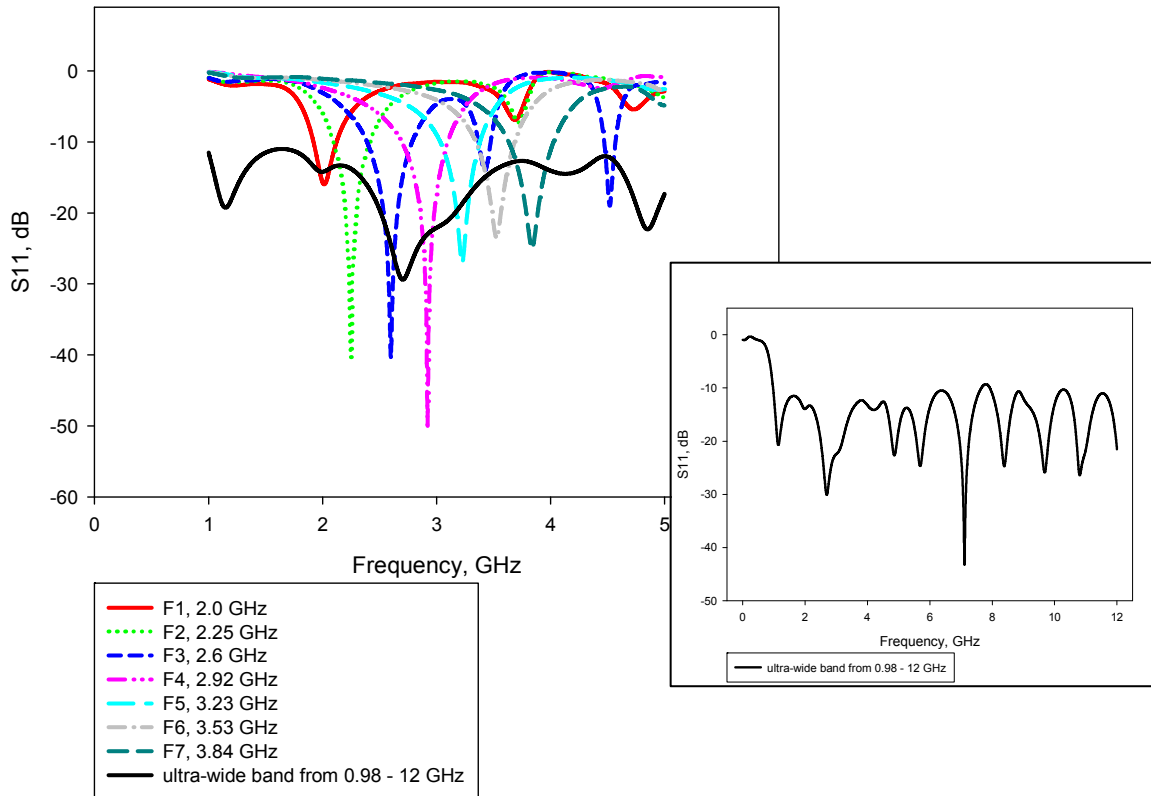 S11, dB
0
-10
-20
-30
-40
-50
-60
0 1 2 3 4 5
Frequency, GHz
F1, 2.0 GHz
F2, 2.25 GHz
F3, 2.6 GHz
F4, 2.92 GHz
F5, 3.23 GHz
F6, 3.53 GHz
F7, 3.84 GHz
ultra-wide band from 0.98 - 12 GHz
S11, dB
0
-10
-20
-30
-40
-50
0 2 4 6 8 10 12
Frequency, GHz
ultra-wide band from 0.98 - 12 GHz